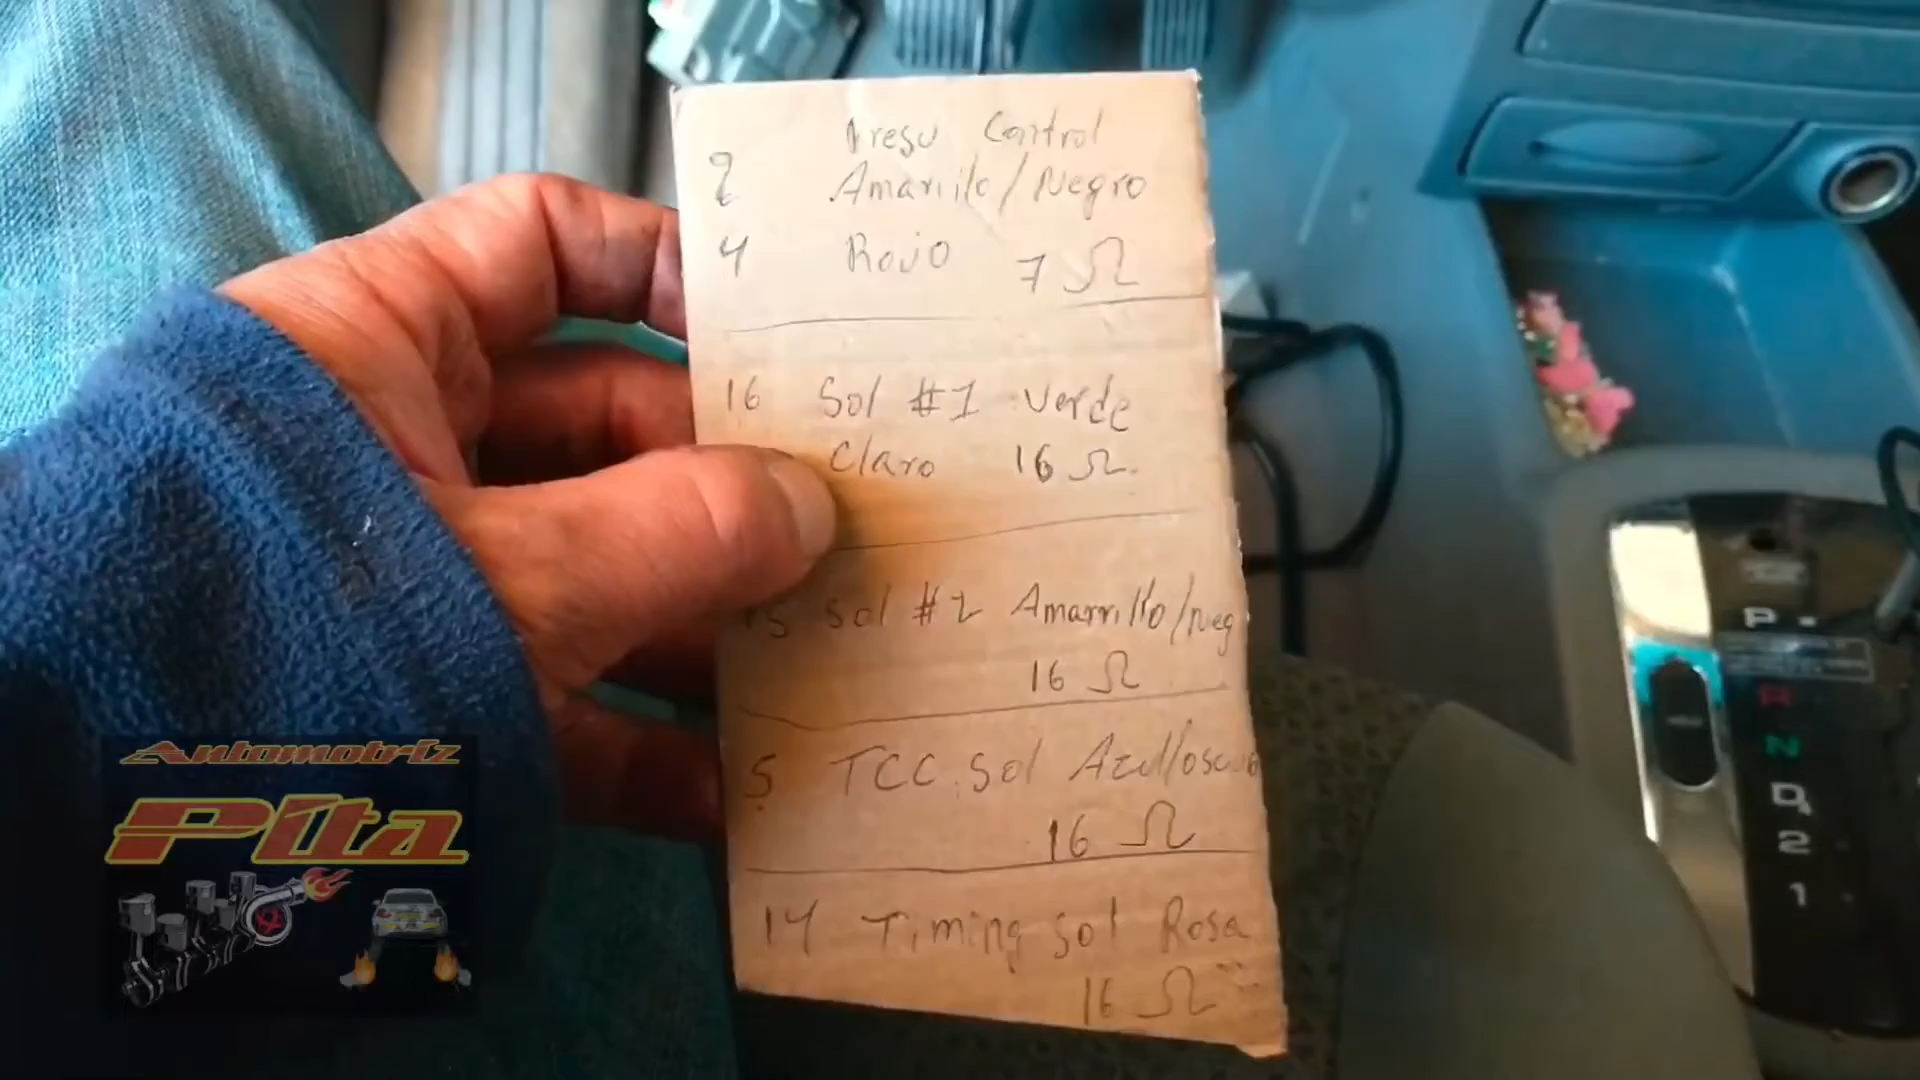 Presu Control
2 Amarillo/Negro
4 Rojo 7 Ω
16 Sol #1 Verde
Claro 16 Ω
15 Sol #2 Amarrillo/Neg
16 Ω
5 TCC Sol Azul/oscuro
16 Ω
14 Timing Sol Rosa
16 Ω
Automotriz
Pita
P
R
N
D
2
1